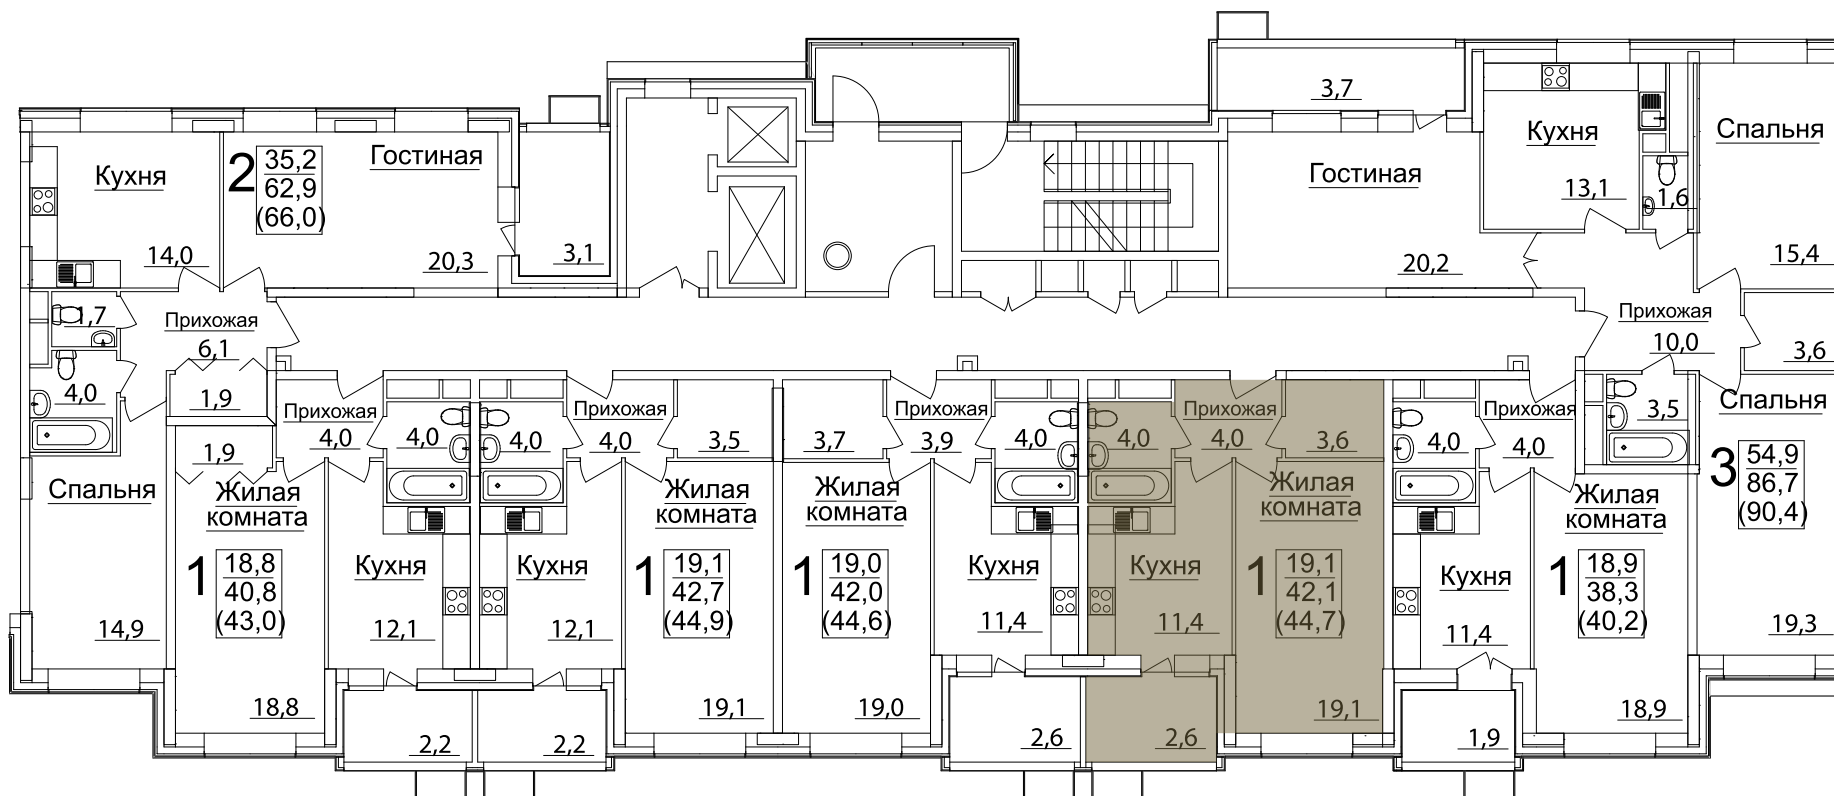 3,7
Кухня
13,1
1,6
Спальня
15,4
Гостиная
20,2
Кухня
14,0
2
35,2
62,9
(66,0)
Гостиная
20,3
3,1
1,7
Прихожая
6,1
4,0
1,9
Прихожая
10,0
3,6
1,9
Прихожая
4,0
4,0
4,0
Прихожая
4,0
3,5
3,7
Прихожая
3,9
4,0
4,0
Прихожая
4,0
3,6
4,0
Прихожая
4,0
3,5
Спальня
3
54,9
86,7
(90,4)
19,3
Спальня
14,9
Жилая
комната
1
18,8
40,8
(43,0)
18,8
Кухня
12,1
2,2
Кухня
12,1
2,2
Жилая
комната
1
19,1
42,7
(44,9)
19,1
Жилая
комната
1
19,0
42,0
(44,6)
19,0
Кухня
11,4
2,6
Кухня
11,4
2,6
Жилая
комната
1
19,1
42,1
(44,7)
19,1
Кухня
11,4
1,9
Жилая
комната
1
18,9
38,3
(40,2)
18,9